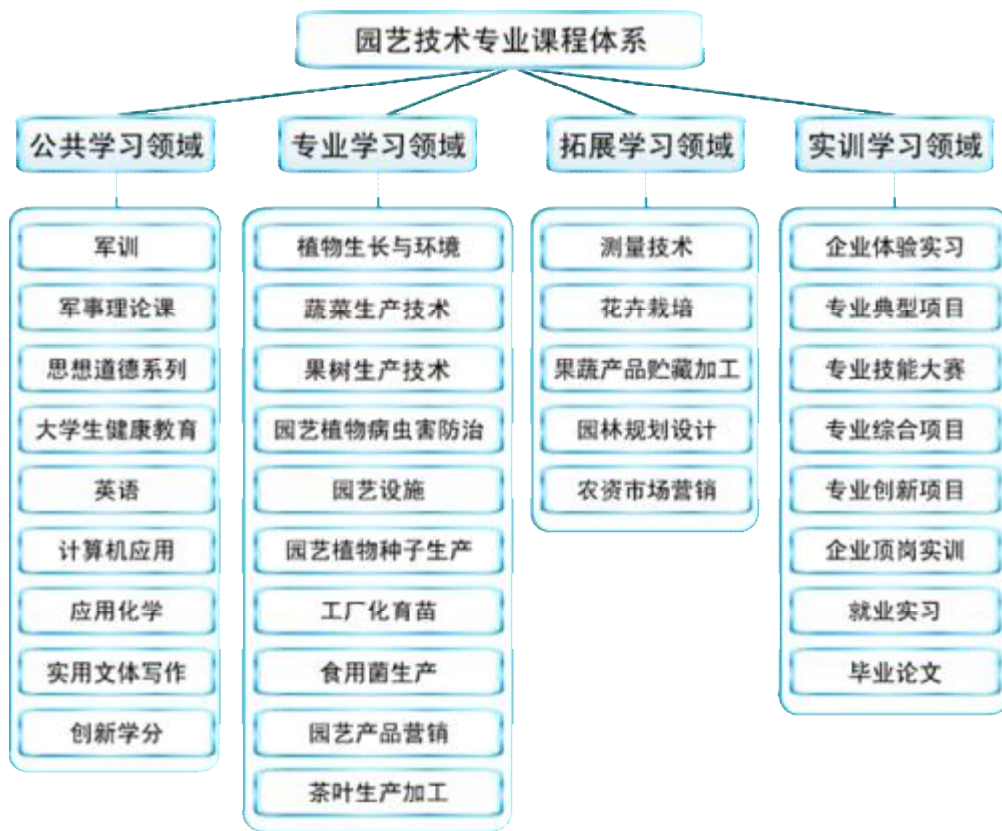 园艺技术专业课程体系
公共学习领域
专业学习领域
拓展学习领域
实训学习领域
军训
军事理论课
思想道德系列
大学生健康教育
英语
计算机应用
应用化学
实用文体写作
创新学分
植物生长与环境
蔬菜生产技术
果树生产技术
园艺植物病虫害防治
园艺设施
园艺植物种子生产
工厂化育苗
食用菌生产
园艺产品营销
茶叶生产加工
测量技术
花卉栽培
果蔬产品贮藏加工
园林规划设计
农资市场营销
企业体验实习
专业典型项目
专业技能大赛
专业综合项目
专业创新项目
企业顶岗实训
就业实习
毕业论文